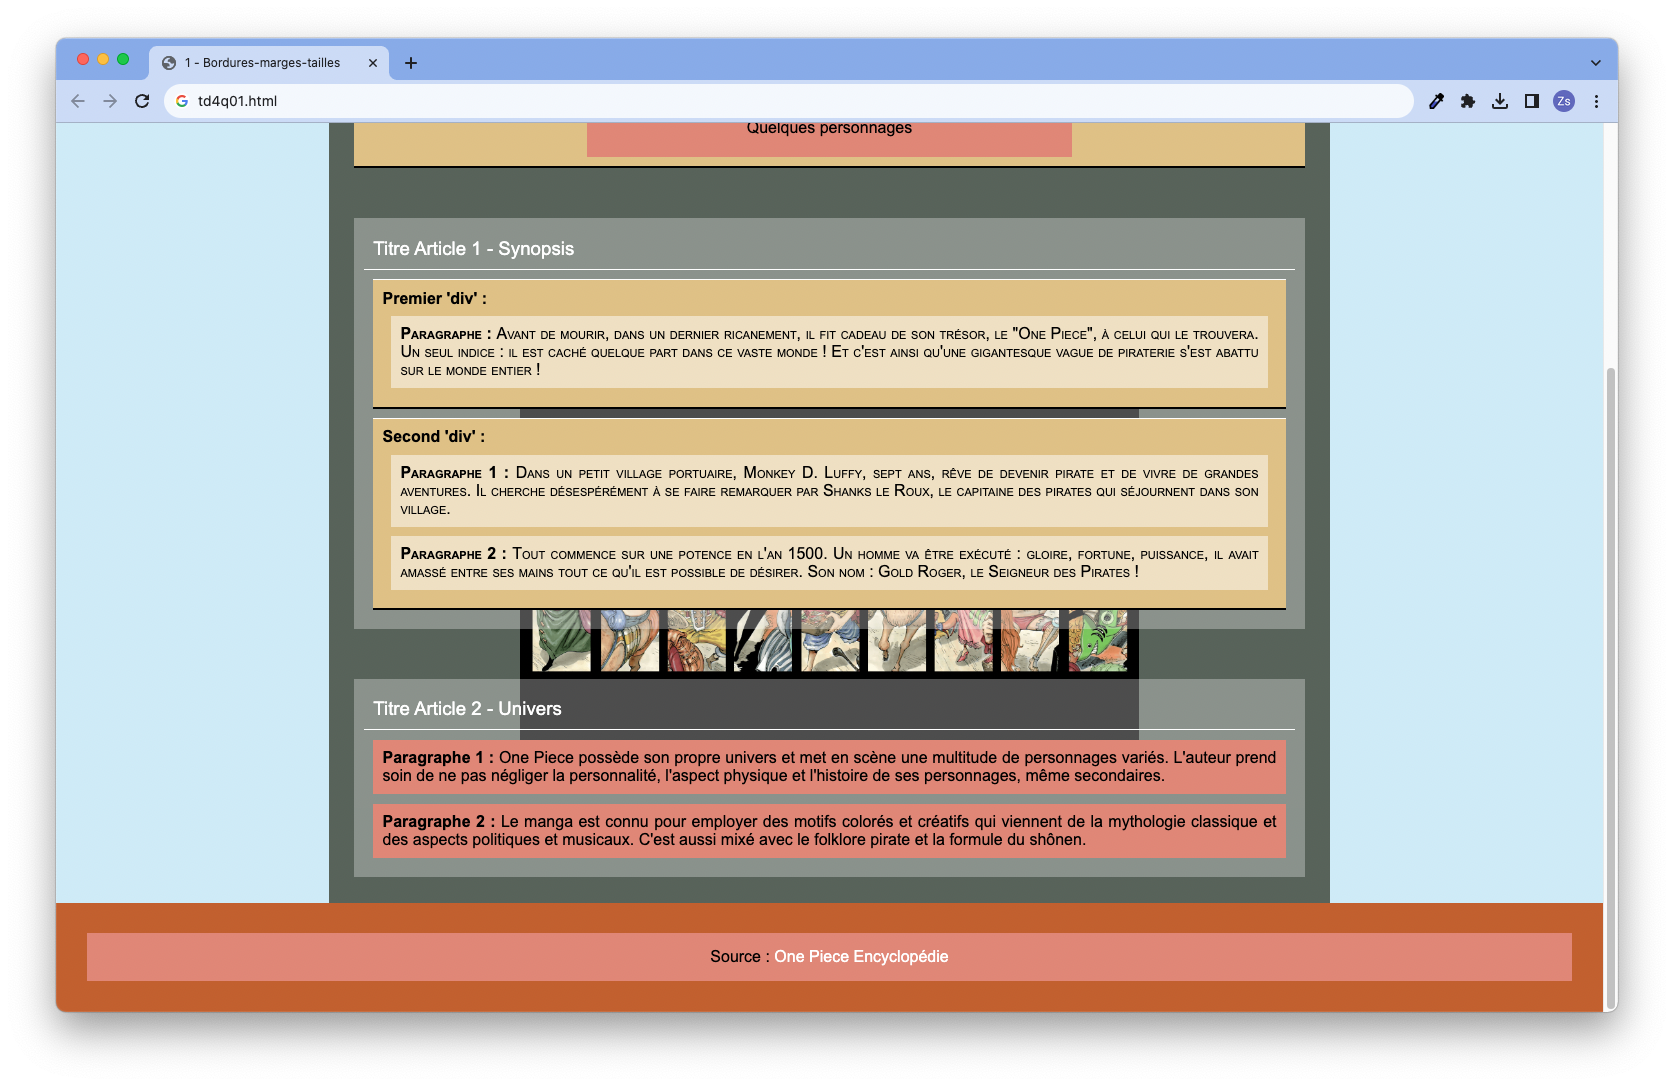 1 - Bordures-marges-tailles
td4q01.html
Zs
Quelques personnages
Titre Article 1 - Synopsis
Premier 'div' :
Paragraphe : Avant de mourir, dans un dernier ricanement, il fit cadeau de son trésor, le "One Piece", à celui qui le trouvera.
Un seul indice : il est caché quelque part dans ce vaste monde ! Et c'est ainsi qu'une gigantesque vague de piraterie s'est abattu
sur le monde entier !
Second 'div' :
Paragraphe 1 : Dans un petit village portuaire, Monkey D. Luffy, sept ans, rêve de devenir pirate et de vivre de grandes
aventures. Il cherche désespérément à se faire remarquer par Shanks le Roux, le capitaine des pirates qui séjournent dans son
village.
Paragraphe 2 : Tout commence sur une potence en l'an 1500. Un homme va être exécuté : gloire, fortune, puissance, il avait
amassé entre ses mains tout ce qu'il est possible de désirer. Son nom : Gold Roger, le Seigneur des Pirates !
Titre Article 2 - Univers
Paragraphe 1 : One Piece possède son propre univers et met en scène une multitude de personnages variés. L'auteur prend
soin de ne pas négliger la personnalité, l'aspect physique et l'histoire de ses personnages, même secondaires.
Paragraphe 2 : Le manga est connu pour employer des motifs colorés et créatifs qui viennent de la mythologie classique et
des aspects politiques et musicaux. C'est aussi mixé avec le folklore pirate et la formule du shônen.
Source : One Piece Encyclopédie